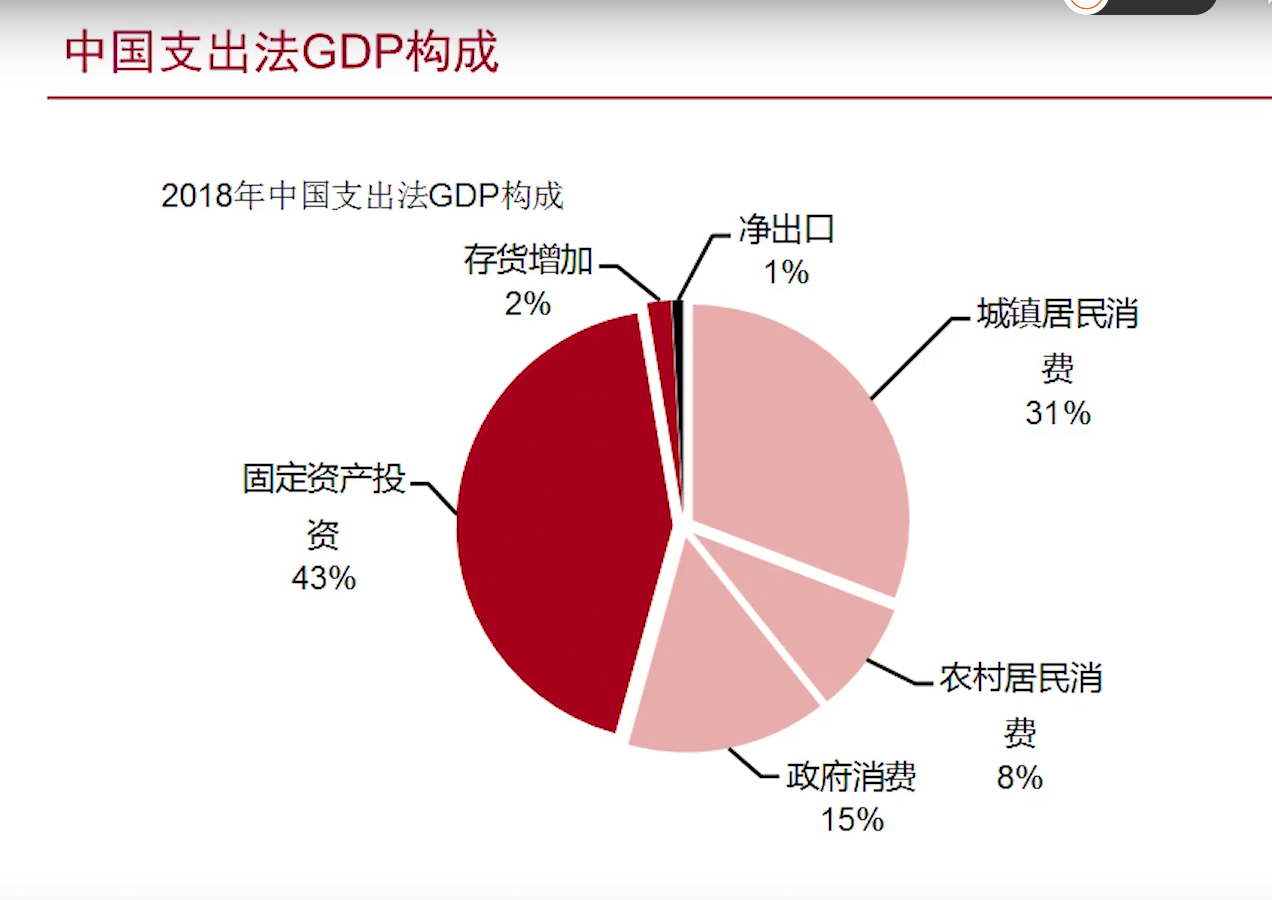 中国支出法GDP构成
2018年中国支出法GDP构成
净出口
1%
存货增加
2%
城镇居民消
费
31%
固定资产投
资
43%
农村居民消
费
8%
政府消费
15%